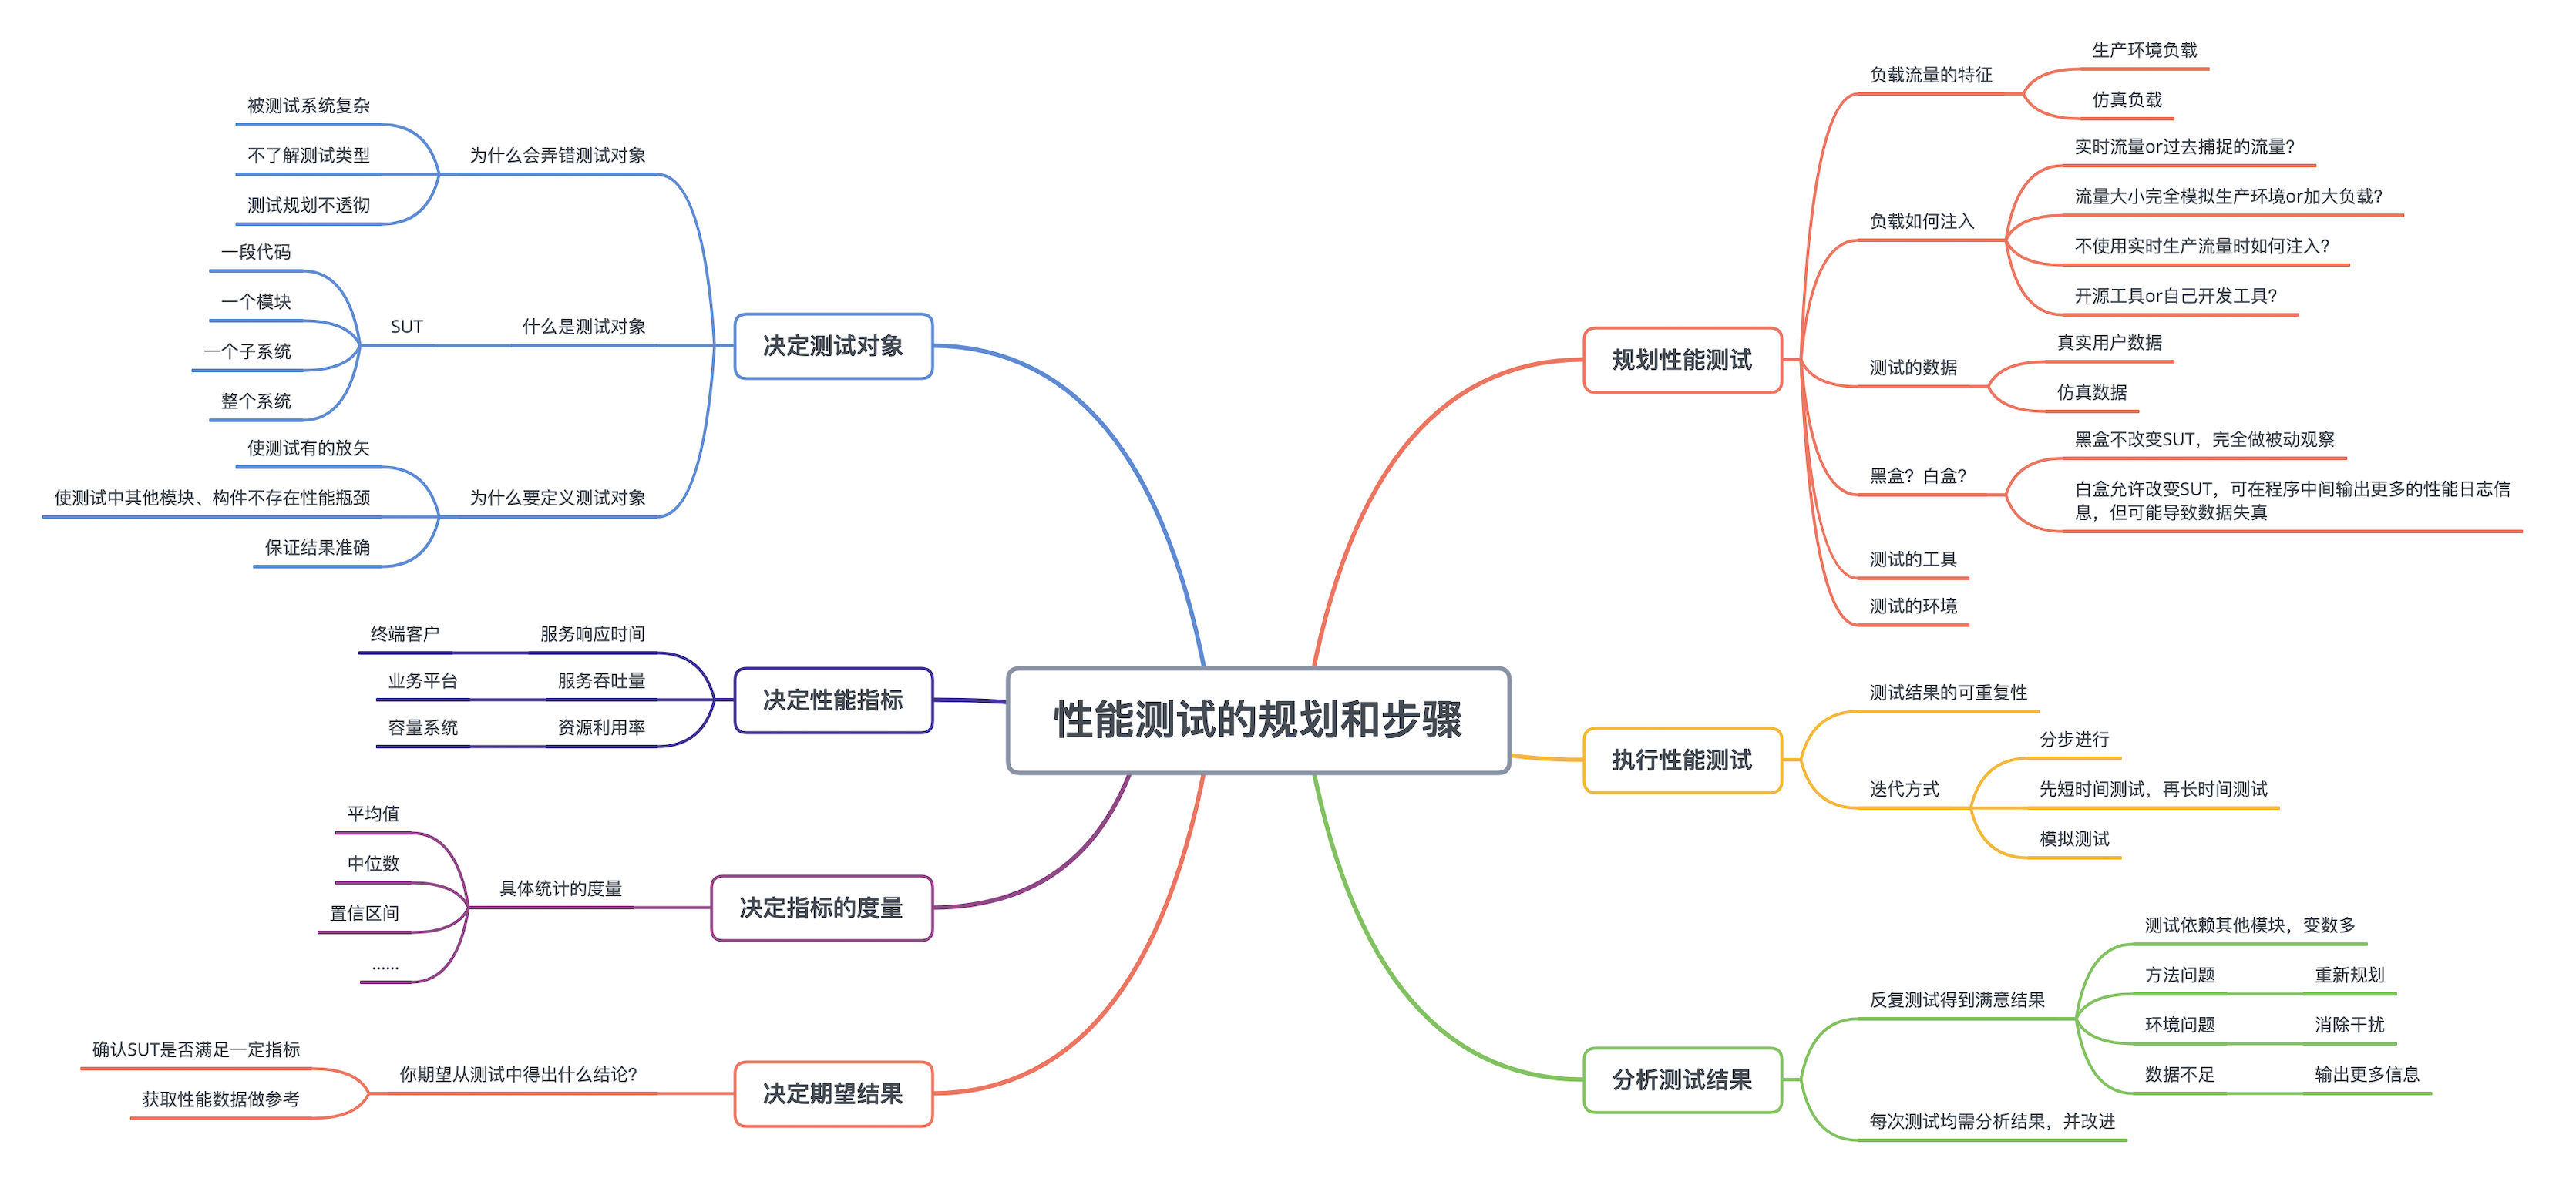 性能测试的规划和步骤
决定测试对象
为什么会弄错测试对象
被测试系统复杂
不了解测试类型
测试规划不透彻
什么是测试对象
SUT
一段代码
一个模块
一个子系统
整个系统
为什么要定义测试对象
使测试有的放矢
使测试中其他模块、构件不存在性能瓶颈
保证结果准确
决定性能指标
服务响应时间
终端客户
服务吞吐量
业务平台
资源利用率
容量系统
决定指标的度量
具体统计的度量
平均值
中位数
置信区间
......
决定期望结果
你期望从测试中得出什么结论？
确认SUT是否满足一定指标
获取性能数据做参考
规划性能测试
负载流量的特征
生产环境负载
仿真负载
负载如何注入
实时流量or过去捕捉的流量？
流量大小完全模拟生产环境or加大负载？
不使用实时生产流量时如何注入？
开源工具or自己开发工具？
测试的数据
真实用户数据
仿真数据
黑盒？白盒？
黑盒不改变SUT，完全做被动观察
白盒允许改变SUT，可在程序中间输出更多的性能日志信
息，但可能导致数据失真
测试的工具
测试的环境
执行性能测试
测试结果的可重复性
迭代方式
分步进行
先短时间测试，再长时间测试
模拟测试
分析测试结果
反复测试得到满意结果
测试依赖其他模块，变数多
方法问题
重新规划
环境问题
消除干扰
数据不足
输出更多信息
每次测试均需分析结果，并改进